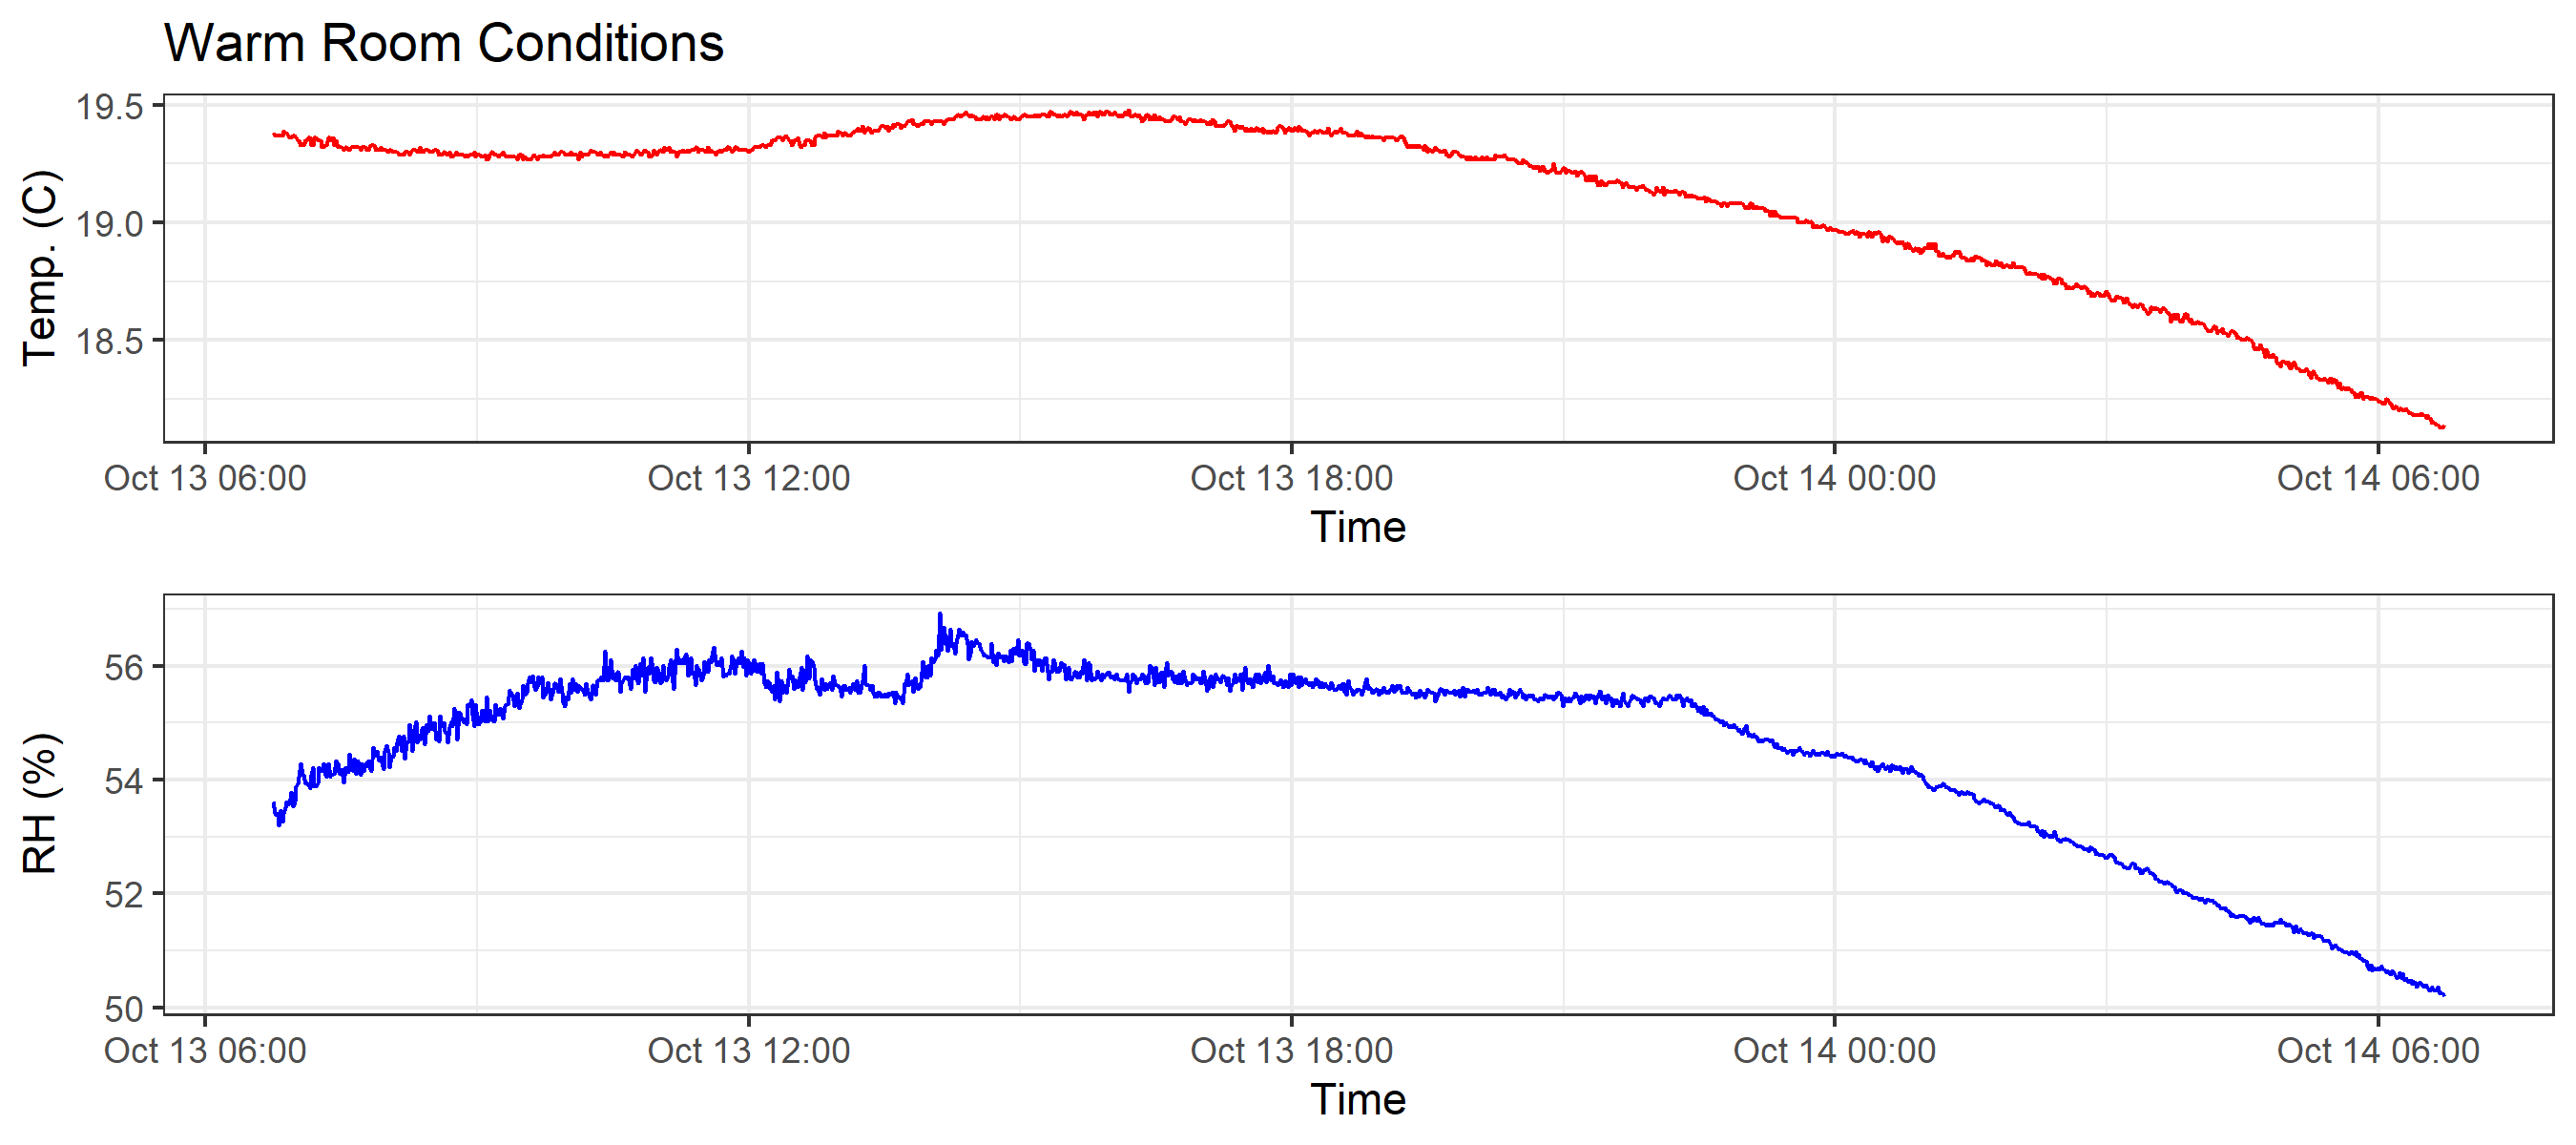 Warm Room Conditions
19.5
19.0
18.5
Temp. (C)
Oct 13 06:00 Oct 13 12:00 Oct 13 18:00 Oct 14 00:00 Oct 14 06:00
Time
56
54
52
50
RH (%)
Oct 13 06:00 Oct 13 12:00 Oct 13 18:00 Oct 14 00:00 Oct 14 06:00
Time